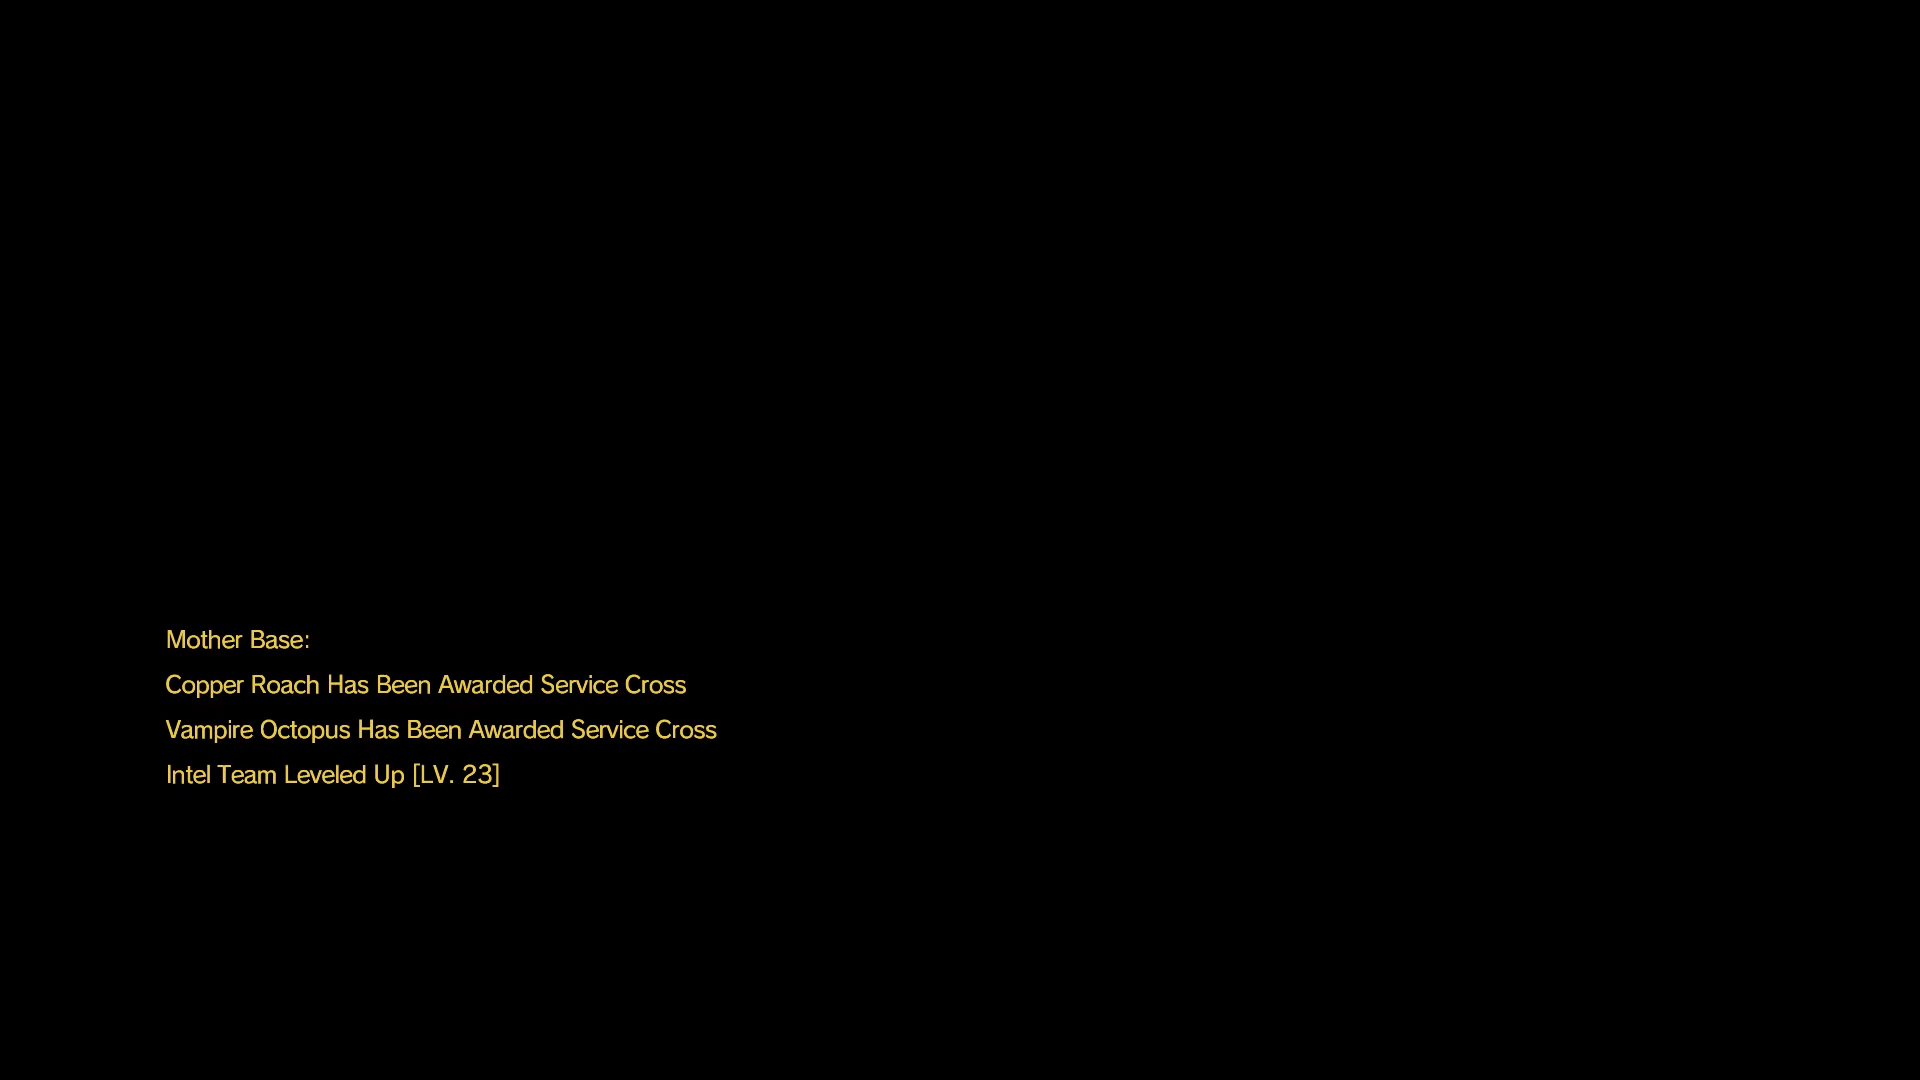 Mother Base:
Copper Roach Has Been Awarded Service Cross
Vampire Octopus Has Been Awarded Service Cross
Intel Team Leveled Up [LV. 23]